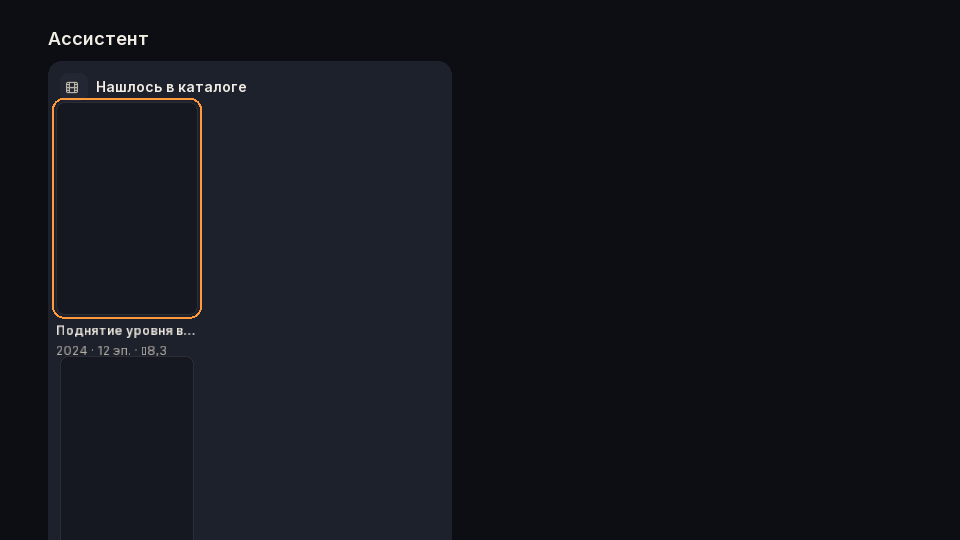 Ассистент
Нашлось в каталоге
Поднятие уровня в…
2024 · 12 эп. · ▯8,3